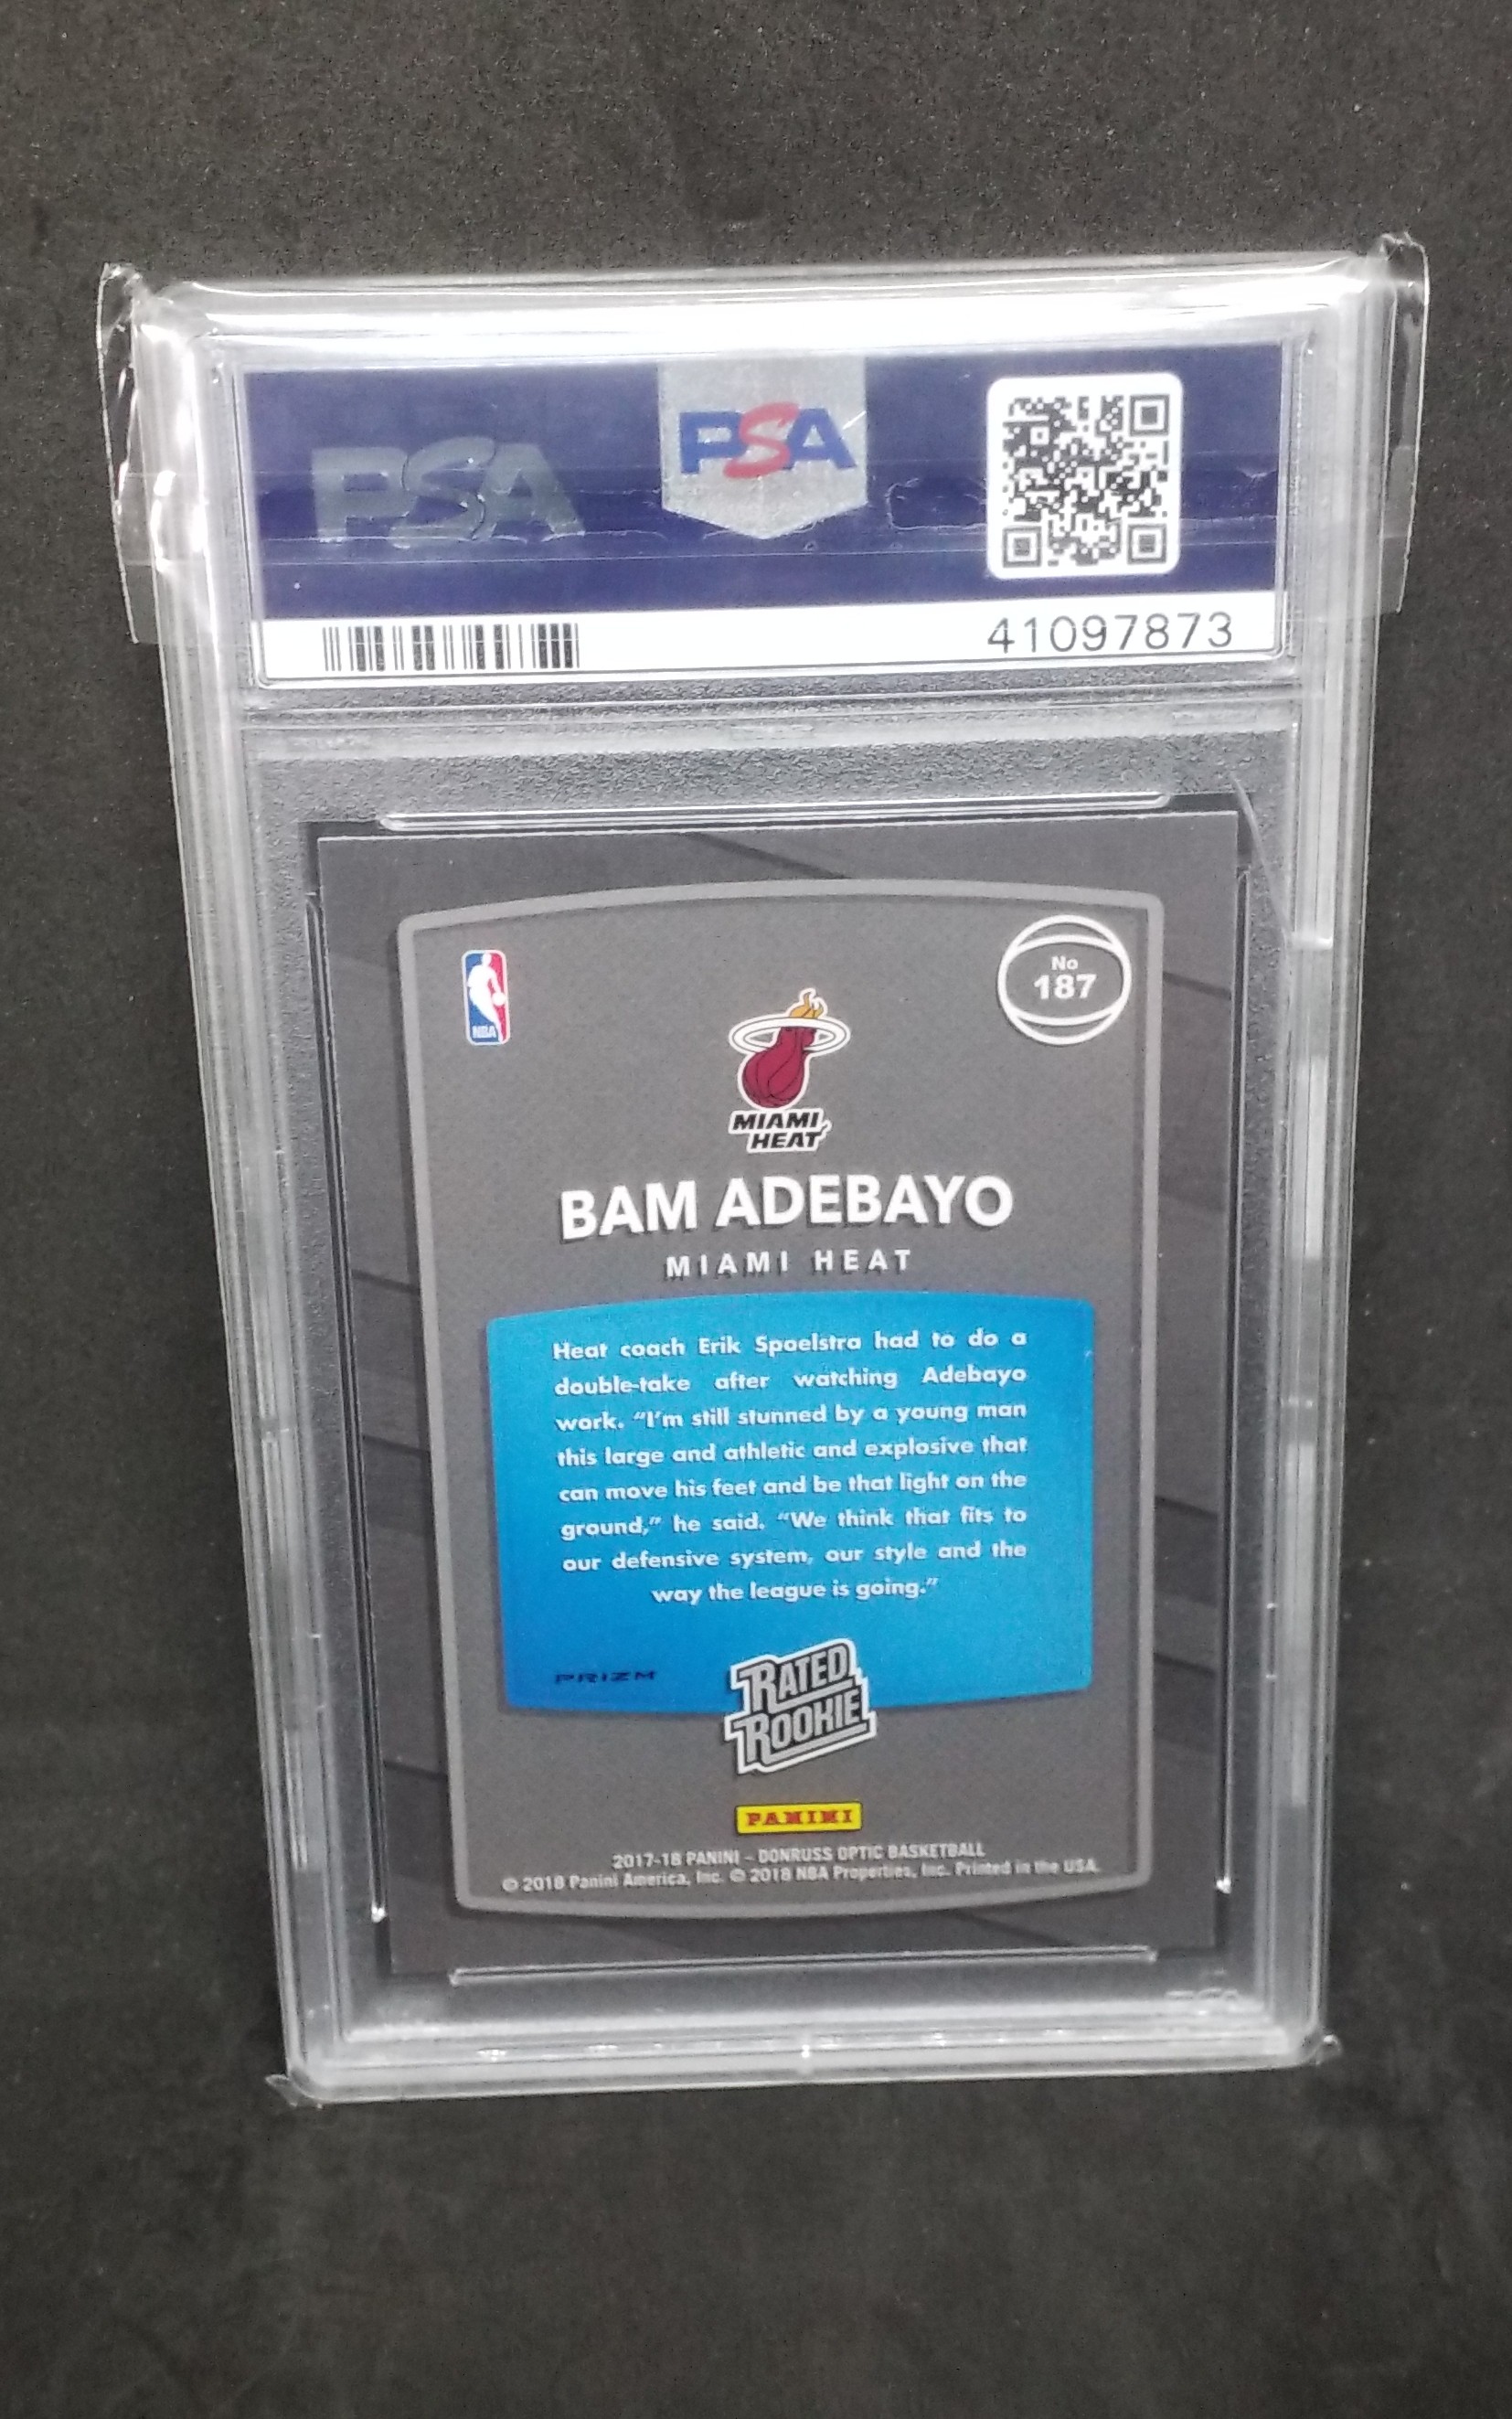 PSA
PSA
41097873
No
187
NBA
MIAMI
HEAT
BAM ADEBAYO
MIAMI HEAT
Heat coach Erik Spoelstra had to do a
double-take after watching Adebayo
work. “I’m still stunned by a young man
this large and athletic and explosive that
can move his feet and be that light on the
ground,” he said. “We think that fits to
our defensive system, our style and the
way the league is going.”
PRIZM
RATED
ROOKIE
PANINI
2017-18 PANINI – DONRUSS OPTIC BASKETBALL
© 2018 Panini America, Inc. © 2018 NBA Properties, Inc. Printed in the USA.